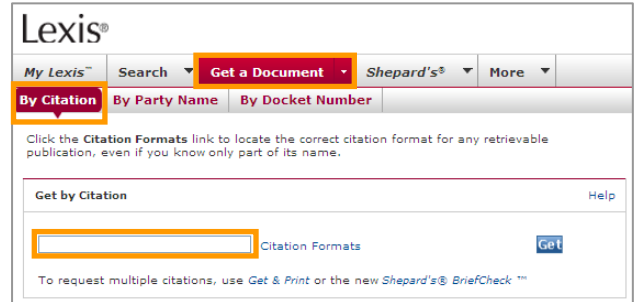 Lexis®
My Lexis™ Search Get a Document Shepard's® More
By Citation By Party Name By Docket Number
Click the Citation Formats link to locate the correct citation format for any retrievable
publication, even if you know only part of its name.
Get by Citation Help
Citation Formats Get
To request multiple citations, use Get & Print or the new Shepard's® BriefCheck ™